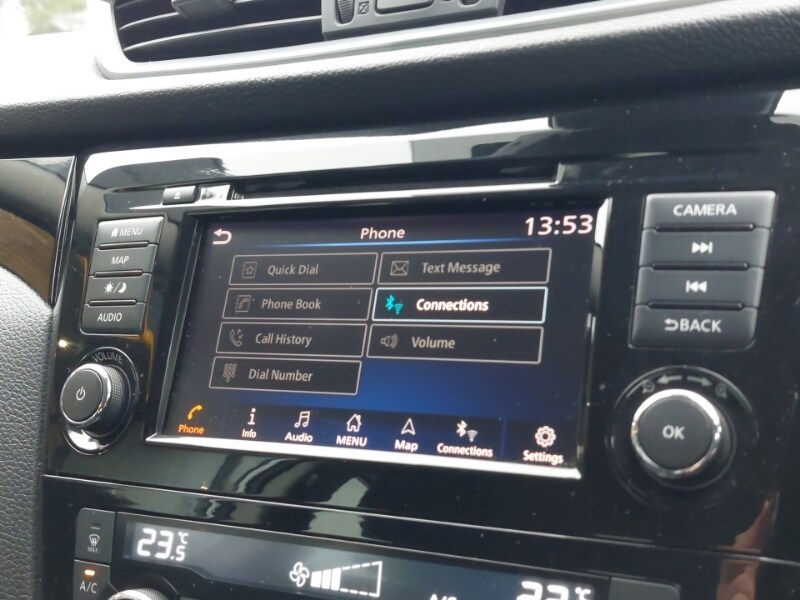 Phone 13:53
Quick Dial
Text Message
Phone Book
Connections
Call History
Volume
Dial Number
Phone Info Audio MENU Map Connections Settings
MENU
MAP
AUDIO
VOLUME
CAMERA
BACK
OK
MAX
A/C
23.5°C
A/C